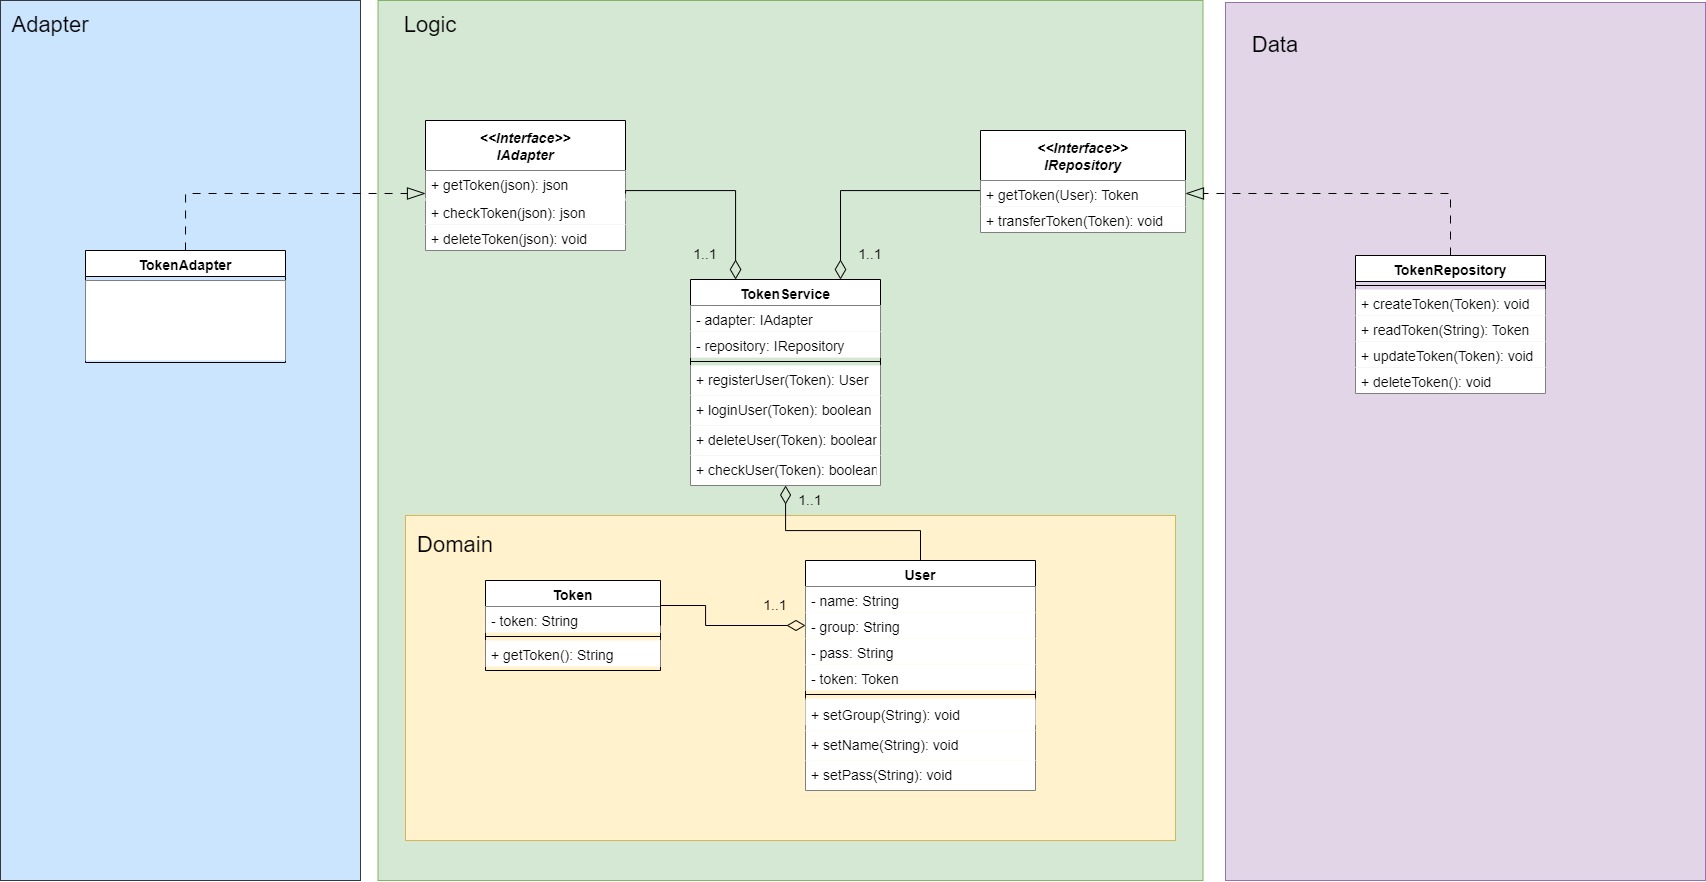 Adapter
TokenAdapter
Logic
<<Interface>>
IAdapter
+ getToken(json): json
+ checkToken(json): json
+ deleteToken(json): void
<<Interface>>
IRepository
+ getToken(User): Token
+ transferToken(Token): void
1..1
1..1
TokenService
- adapter: IAdapter
- repository: IRepository
+ registerUser(Token): User
+ loginUser(Token): boolean
+ deleteUser(Token): boolean
+ checkUser(Token): boolean
1..1
Domain
Token
- token: String
+ getToken(): String
1..1
User
- name: String
- group: String
- pass: String
- token: Token
+ setGroup(String): void
+ setName(String): void
+ setPass(String): void
Data
TokenRepository
+ createToken(Token): void
+ readToken(String): Token
+ updateToken(Token): void
+ deleteToken(): void